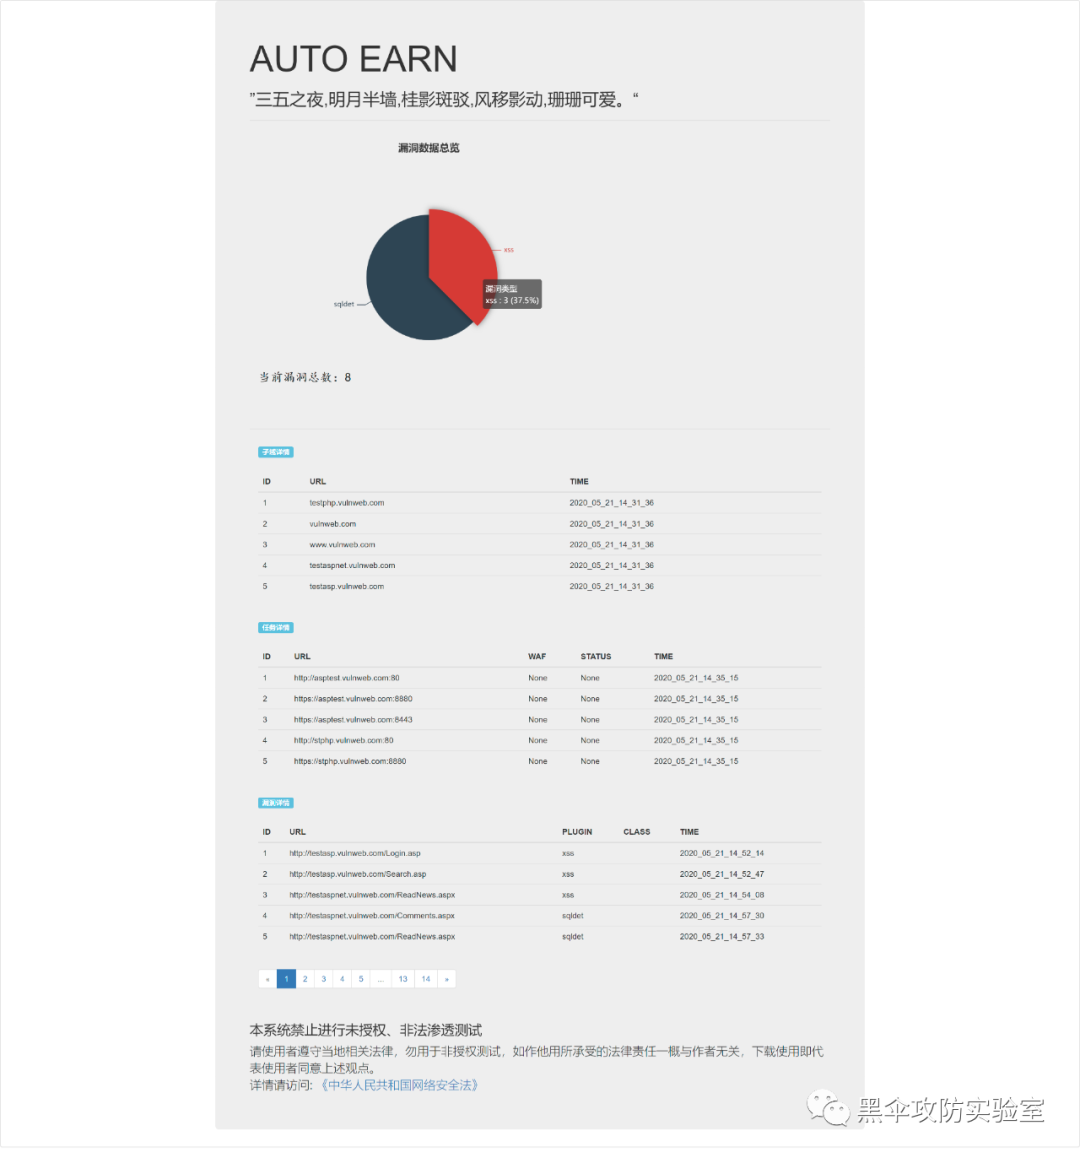 AUTO EARN
”三五之夜,明月半墙,桂影斑驳,风移影动,珊珊可爱。“
漏洞数据总览
xss
漏洞类型
xss : 3 (37.5%)
sqldet
当前漏洞总数：8
子域详情
ID URL TIME
1 testphp.vulnweb.com 2020_05_21_14_31_36
2 vulnweb.com 2020_05_21_14_31_36
3 www.vulnweb.com 2020_05_21_14_31_36
4 testaspnet.vulnweb.com 2020_05_21_14_31_36
5 testasp.vulnweb.com 2020_05_21_14_31_36
任务详情
ID URL WAF STATUS TIME
1 http://asptest.vulnweb.com:80 None None 2020_05_21_14_35_15
2 https://asptest.vulnweb.com:8880 None None 2020_05_21_14_35_15
3 https://asptest.vulnweb.com:8443 None None 2020_05_21_14_35_15
4 http://stphp.vulnweb.com:80 None None 2020_05_21_14_35_15
5 https://stphp.vulnweb.com:8880 None None 2020_05_21_14_35_15
漏洞详情
ID URL PLUGIN CLASS TIME
1 http://testasp.vulnweb.com/Login.asp xss 2020_05_21_14_52_14
2 http://testasp.vulnweb.com/Search.asp xss 2020_05_21_14_52_47
3 http://testaspnet.vulnweb.com/ReadNews.aspx xss 2020_05_21_14_54_08
4 http://testaspnet.vulnweb.com/Comments.aspx sqldet 2020_05_21_14_57_30
5 http://testaspnet.vulnweb.com/ReadNews.aspx sqldet 2020_05_21_14_57_33
« 1 2 3 4 5 ... 13 14 »
本系统禁止进行未授权、非法渗透测试
请使用者遵守当地相关法律，勿用于非授权测试，如作他用所承受的法律责任一概与作者无关，下载使用即代
表使用者同意上述观点。
详情请访问: 《中华人民共和国网络安全法》
黑伞攻防实验室